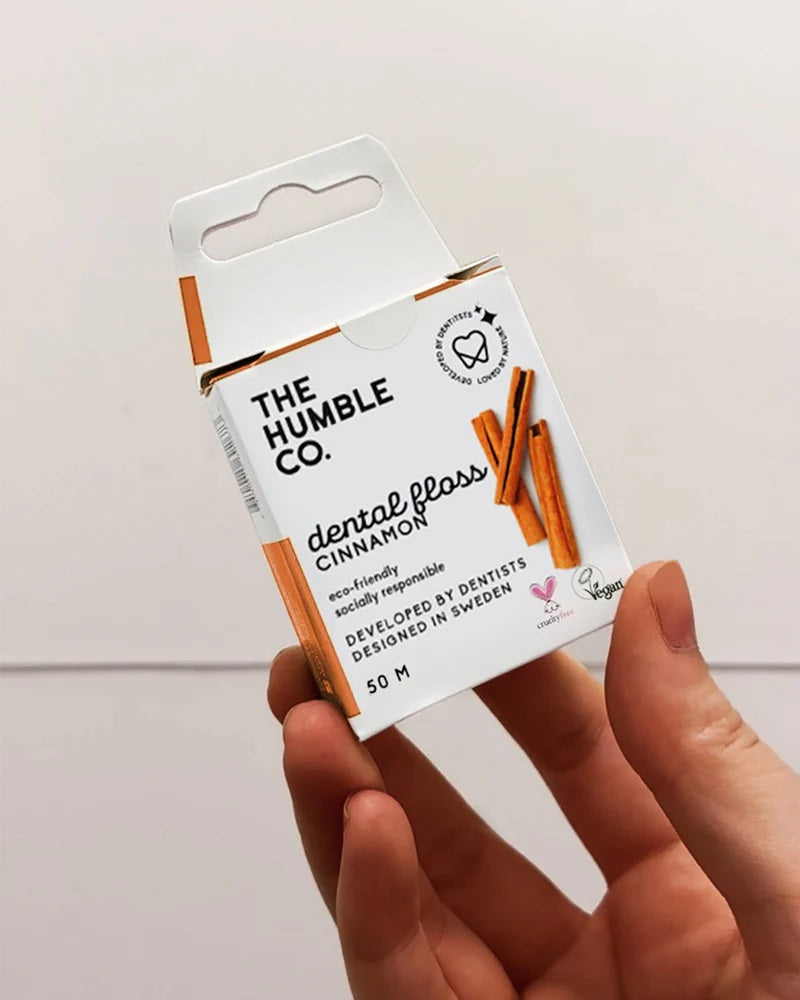 DEVELOPED BY DENTISTS
LOVED BY NATURE
THE
HUMBLE
CO.
dental floss
CINNAMON
eco-friendly
socially responsible
DEVELOPED BY DENTISTS
DESIGNED IN SWEDEN
50 M
crueltyfree
Vegan